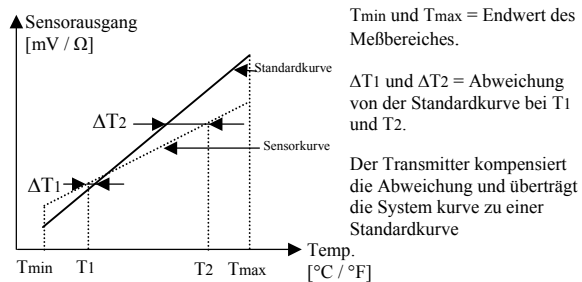 Sensorausgang
[mV / Ω]
Standardkurve
ΔT2
Sensorkurve
ΔT1
Tmin T1 T2 Tmax
Temp.
[°C / °F]
Tmin und Tmax = Endwert des
Meßbereiches.
ΔT1 und ΔT2 = Abweichung
von der Standardkurve bei T1
und T2.
Der Transmitter kompensiert
die Abweichung und überträgt
die System kurve zu einer
Standardkurve